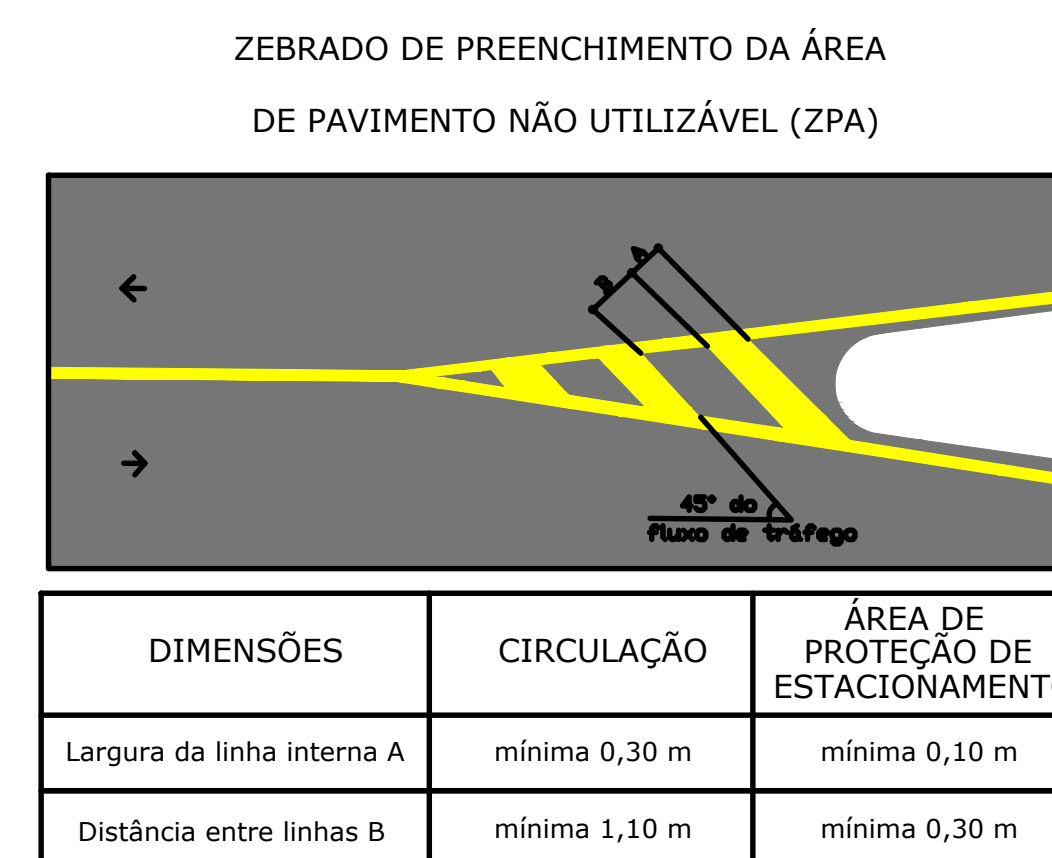 ZEBRADO DE PREENCHIMENTO DA ÁREA
DE PAVIMENTO NÃO UTILIZÁVEL (ZPA)
A
B
45° do
fluxo de tráfego
DIMENSÕES
CIRCULAÇÃO
ÁREA DE
PROTEÇÃO DE
ESTACIONAMENTO
Largura da linha interna A
mínima 0,30 m
mínima 0,10 m
Distância entre linhas B
mínima 1,10 m
mínima 0,30 m